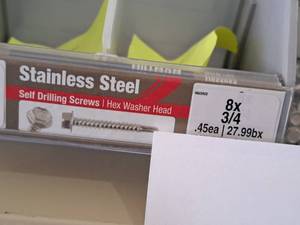 Stainless Steel
Self Drilling Screws | Hex Washer Head
8x
3/4
.45ea | 27.99bx